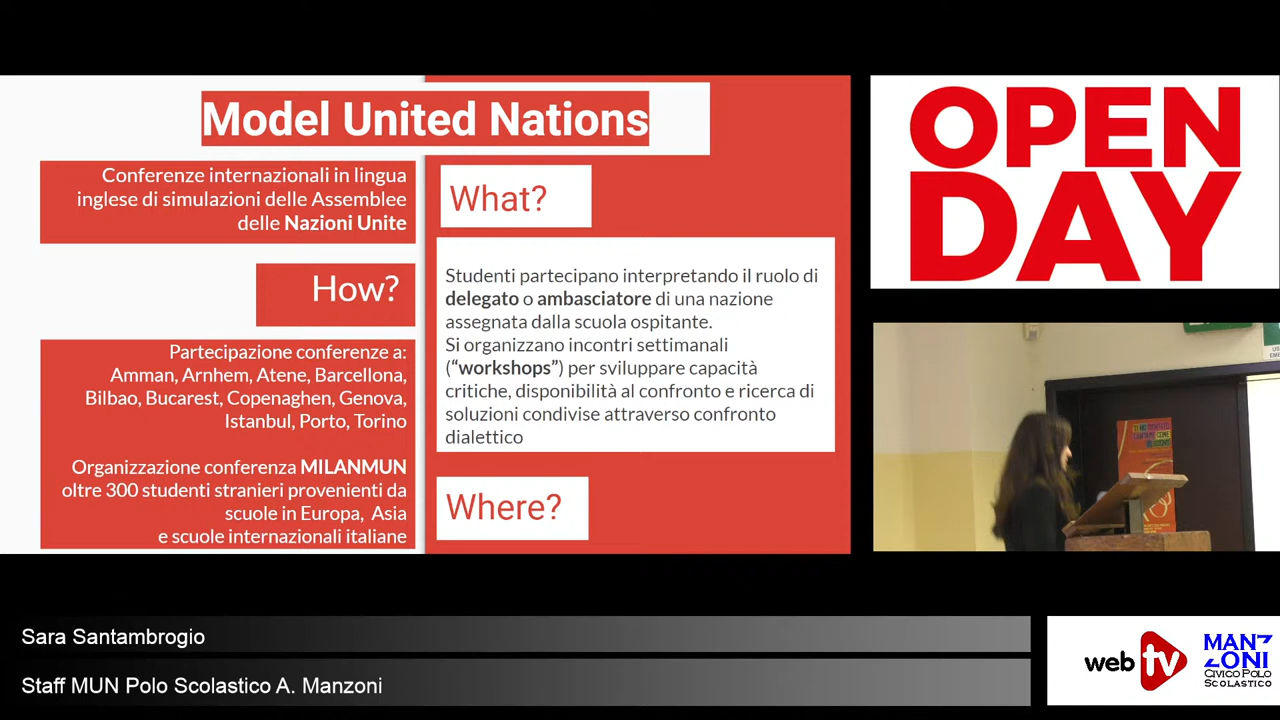 Model United Nations
Conferenze internazionali in lingua
inglese di simulazioni delle Assemblee
delle Nazioni Unite
What?
How?
Studenti partecipano interpretando il ruolo di
delegato o ambasciatore di una nazione
assegnata dalla scuola ospitante.
Si organizzano incontri settimanali
(“workshops”) per sviluppare capacità
critiche, disponibilità al confronto e ricerca di
soluzioni condivise attraverso confronto
dialettico
Partecipazione conferenze a:
Amman, Arnhem, Atene, Barcellona,
Bilbao, Bucarest, Copenaghen, Genova,
Istanbul, Porto, Torino
Organizzazione conferenza MILANMUN
oltre 300 studenti stranieri provenienti da
scuole in Europa, Asia
e scuole internazionali italiane
Where?
OPEN
DAY
Sara Santambrogio
Staff MUN Polo Scolastico A. Manzoni
web tv
MANZ
ZONI
CIVICO POLO
SCOLASTICO